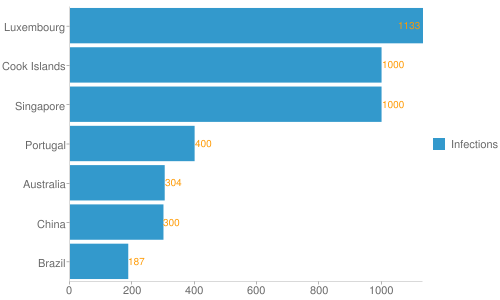 Luxembourg 1133
Cook Islands 1000
Singapore 1000
Portugal 400
Infections
Australia 304
China 300
Brazil 187
0 200 400 600 800 1000